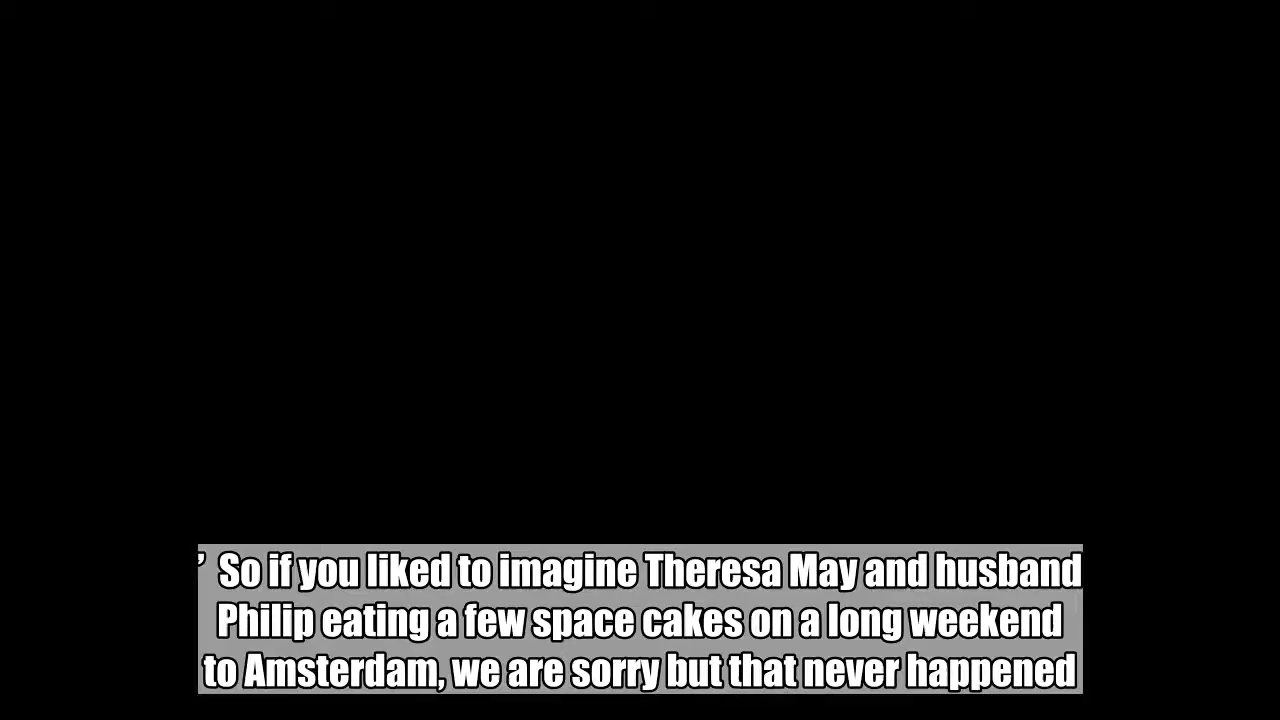 ’ So if you liked to imagine Theresa May and husband
Philip eating a few space cakes on a long weekend
to Amsterdam, we are sorry but that never happened